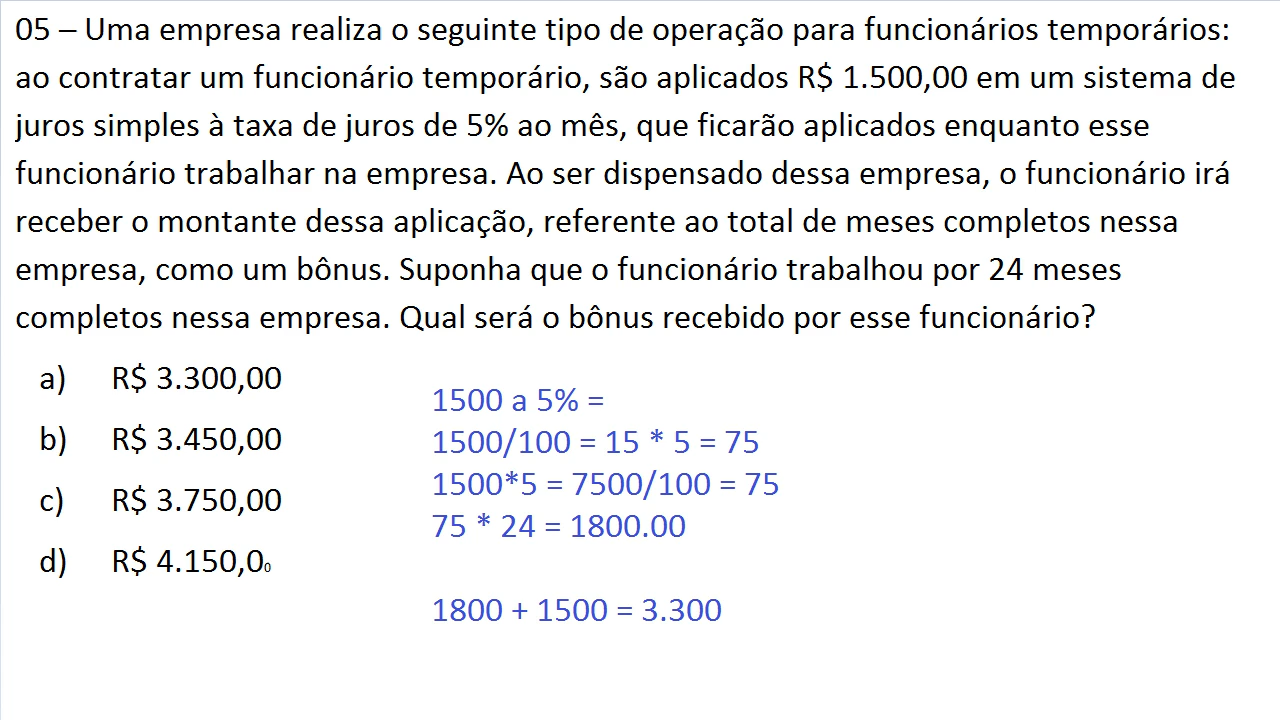 05 – Uma empresa realiza o seguinte tipo de operação para funcionários temporários:
ao contratar um funcionário temporário, são aplicados R$ 1.500,00 em um sistema de
juros simples à taxa de juros de 5% ao mês, que ficarão aplicados enquanto esse
funcionário trabalhar na empresa. Ao ser dispensado dessa empresa, o funcionário irá
receber o montante dessa aplicação, referente ao total de meses completos nessa
empresa, como um bônus. Suponha que o funcionário trabalhou por 24 meses
completos nessa empresa. Qual será o bônus recebido por esse funcionário?
a) R$ 3.300,00
b) R$ 3.450,00
c) R$ 3.750,00
d) R$ 4.150,00
1500 a 5% =
1500/100 = 15 * 5 = 75
1500*5 = 7500/100 = 75
75 * 24 = 1800.00
1800 + 1500 = 3.300